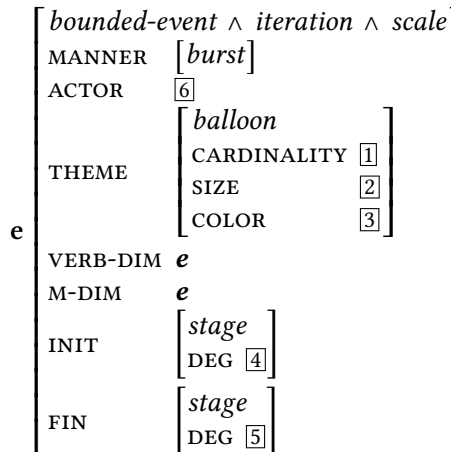 bounded-event ∧ iteration ∧ scale
MANNER [burst]
ACTOR 6
THEME
balloon
CARDINALITY 1
SIZE 2
COLOR 3
e
VERB-DIM e
M-DIM e
INIT
stage
DEG 4
FIN
stage
DEG 5